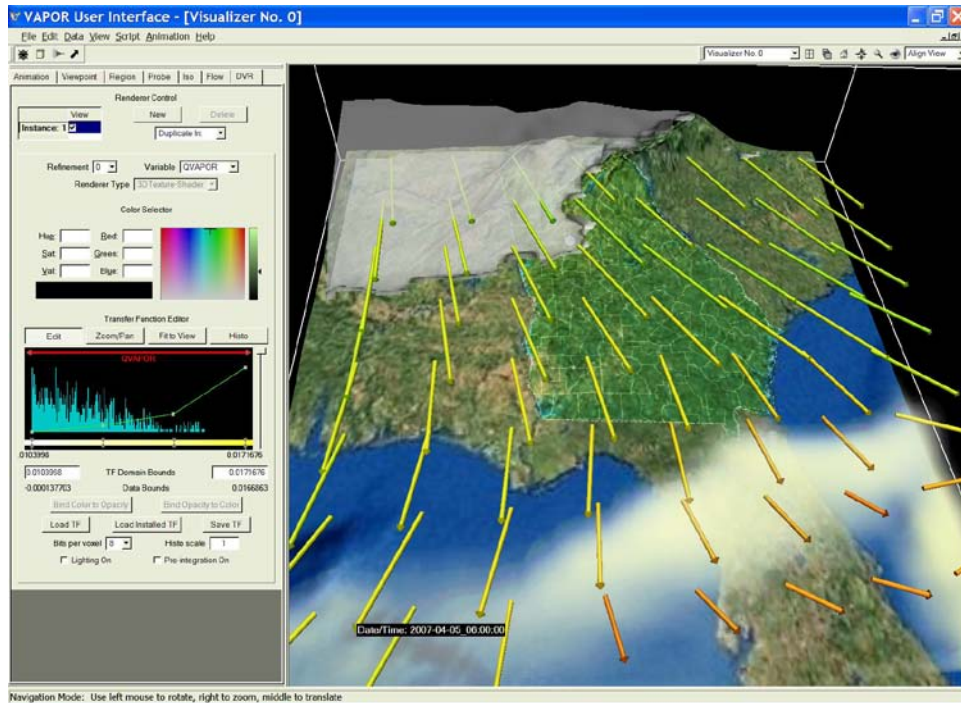 VAPOR User Interface - [Visualizer No. 0]
File Edit Data View Script Animation Help
Visualizer No. 0 Align View
Animation Viewpoint Region Probe Iso Flow DVR
Renderer Control
View New Delete
Instance: 1 Duplicate In:
Refinement 0 Variable QVAPOR
Renderer Type 3D Texture-Shader
Color Selector
Hue: Red:
Sat: Green:
Val: Blue:
Transfer Function Editor
Edit Zoom/Pan Fit to View Histo
QVAPOR
.0103998 0.0171676
0.0103998 TF Domain Bounds 0.0171676
-0.000137703 Data Bounds 0.0166863
Bind Color to Opacity Bind Opacity to Color
Load TF Load Installed TF Save TF
Bits per voxel 8 Histo scale 1
Lighting On Pre-integration On
Date/Time: 2007-04-05_06:00:00
Navigation Mode: Use left mouse to rotate, right to zoom, middle to translate